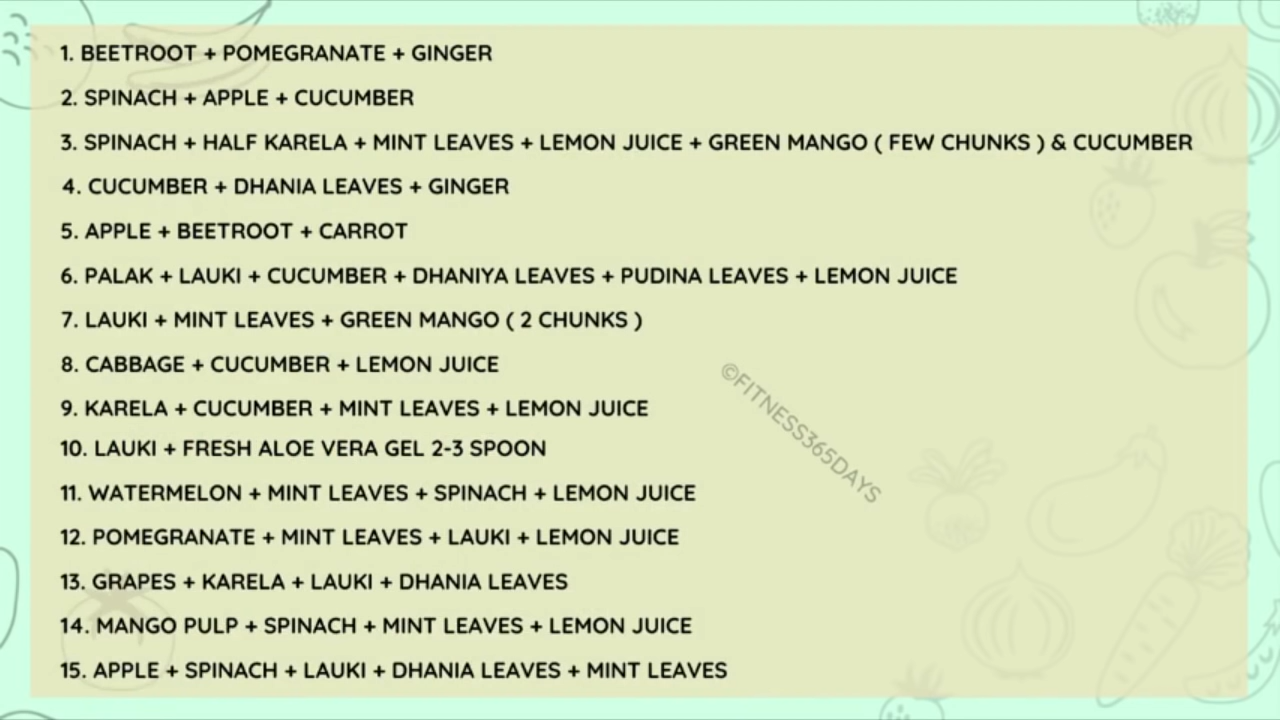 1. BEETROOT + POMEGRANATE + GINGER
2. SPINACH + APPLE + CUCUMBER
3. SPINACH + HALF KARELA + MINT LEAVES + LEMON JUICE + GREEN MANGO ( FEW CHUNKS ) & CUCUMBER
4. CUCUMBER + DHANIA LEAVES + GINGER
5. APPLE + BEETROOT + CARROT
6. PALAK + LAUKI + CUCUMBER + DHANIYA LEAVES + PUDINA LEAVES + LEMON JUICE
7. LAUKI + MINT LEAVES + GREEN MANGO ( 2 CHUNKS )
8. CABBAGE + CUCUMBER + LEMON JUICE
9. KARELA + CUCUMBER + MINT LEAVES + LEMON JUICE
10. LAUKI + FRESH ALOE VERA GEL 2-3 SPOON
11. WATERMELON + MINT LEAVES + SPINACH + LEMON JUICE
12. POMEGRANATE + MINT LEAVES + LAUKI + LEMON JUICE
13. GRAPES + KARELA + LAUKI + DHANIA LEAVES
14. MANGO PULP + SPINACH + MINT LEAVES + LEMON JUICE
15. APPLE + SPINACH + LAUKI + DHANIA LEAVES + MINT LEAVES
©FITNESS365DAYS